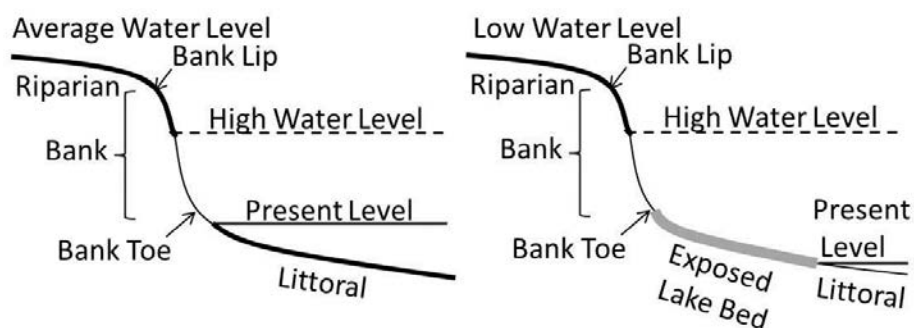 Average Water Level
Bank Lip
Riparian
High Water Level
Bank
Present Level
Bank Toe
Littoral
Low Water Level
Bank Lip
Riparian
High Water Level
Bank
Present
Level
Bank Toe
Exposed
Lake Bed
Littoral